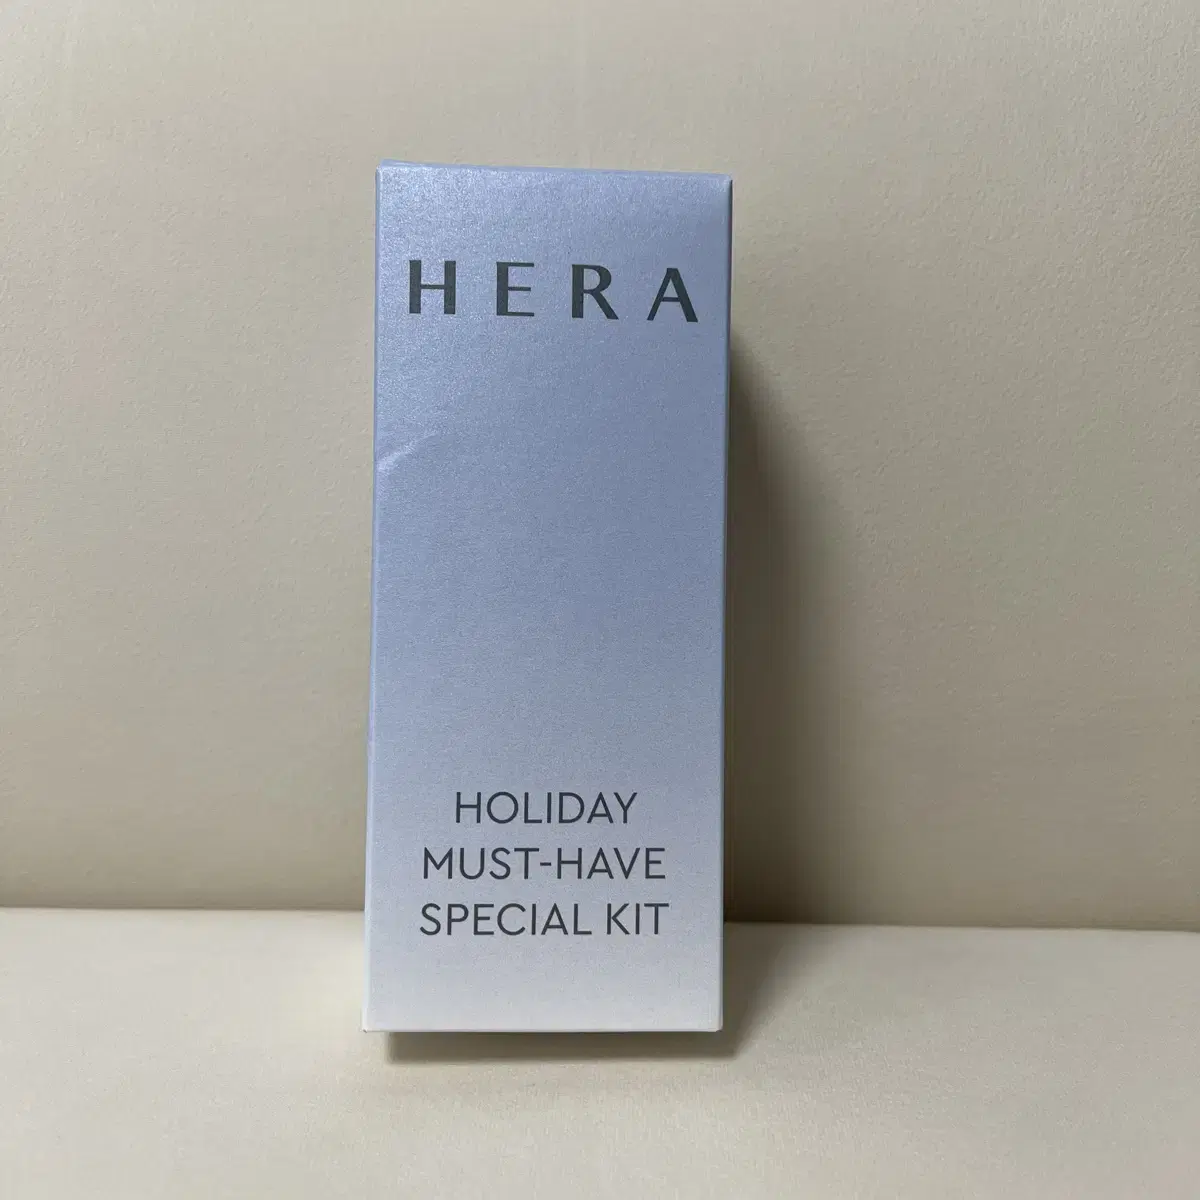 HERA
HOLIDAY
MUST-HAVE
SPECIAL KIT